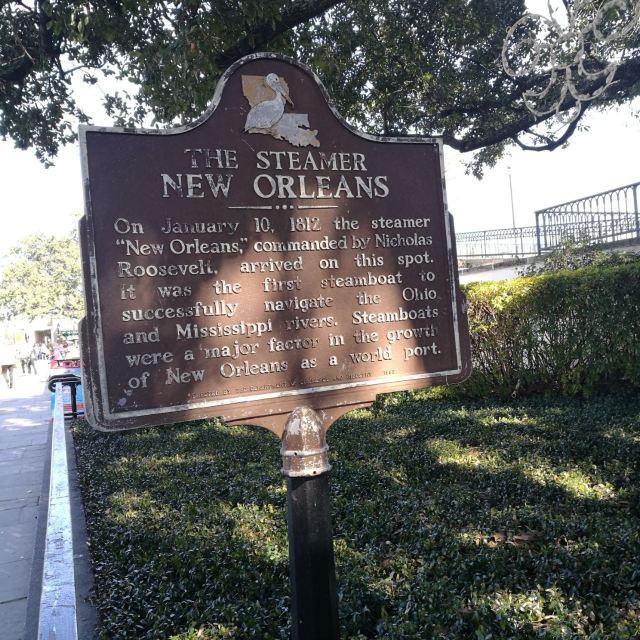 THE STEAMER
NEW ORLEANS
On January 10, 1812 the steamer
"New Orleans," commanded by Nicholas
Roosevelt, arrived on this spot.
It was the first steamboat to
successfully navigate the Ohio
and Mississippi rivers. Steamboats
were a major factor in the growth
of New Orleans as a world port.